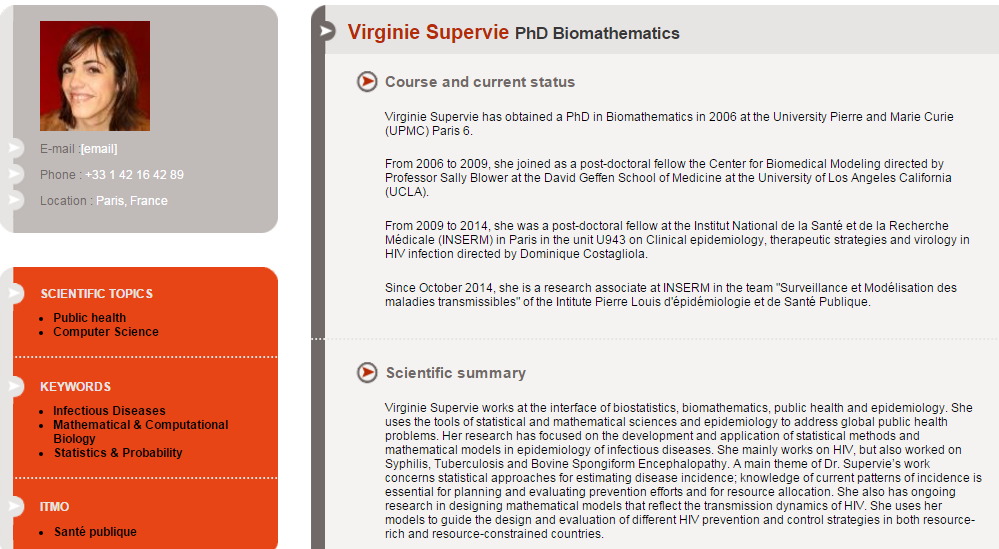 E-mail :[email]
Phone : +33 1 42 16 42 89
Location : Paris, France
SCIENTIFIC TOPICS
Public health
Computer Science
KEYWORDS
Infectious Diseases
Mathematical & Computational
Biology
Statistics & Probability
ITMO
Santé publique
Virginie Supervie PhD Biomathematics
Course and current status
Virginie Supervie has obtained a PhD in Biomathematics in 2006 at the University Pierre and Marie Curie
(UPMC) Paris 6.
From 2006 to 2009, she joined as a post-doctoral fellow the Center for Biomedical Modeling directed by
Professor Sally Blower at the David Geffen School of Medicine at the University of Los Angeles California
(UCLA).
From 2009 to 2014, she was a post-doctoral fellow at the Institut National de la Santé et de la Recherche
Médicale (INSERM) in Paris in the unit U943 on Clinical epidemiology, therapeutic strategies and virology in
HIV infection directed by Dominique Costagliola.
Since October 2014, she is a research associate at INSERM in the team "Surveillance et Modélisation des
maladies transmissibles" of the Intitute Pierre Louis d'épidémiologie et de Santé Publique.
Scientific summary
Virginie Supervie works at the interface of biostatistics, biomathematics, public health and epidemiology. She
uses the tools of statistical and mathematical sciences and epidemiology to address global public health
problems. Her research has focused on the development and application of statistical methods and
mathematical models in epidemiology of infectious diseases. She mainly works on HIV, but also worked on
Syphilis, Tuberculosis and Bovine Spongiform Encephalopathy. A main theme of Dr. Supervie's work
concerns statistical approaches for estimating disease incidence; knowledge of current patterns of incidence is
essential for planning and evaluating prevention efforts and for resource allocation. She also has ongoing
research in designing mathematical models that reflect the transmission dynamics of HIV. She uses her
models to guide the design and evaluation of different HIV prevention and control strategies in both resource-
rich and resource-constrained countries.